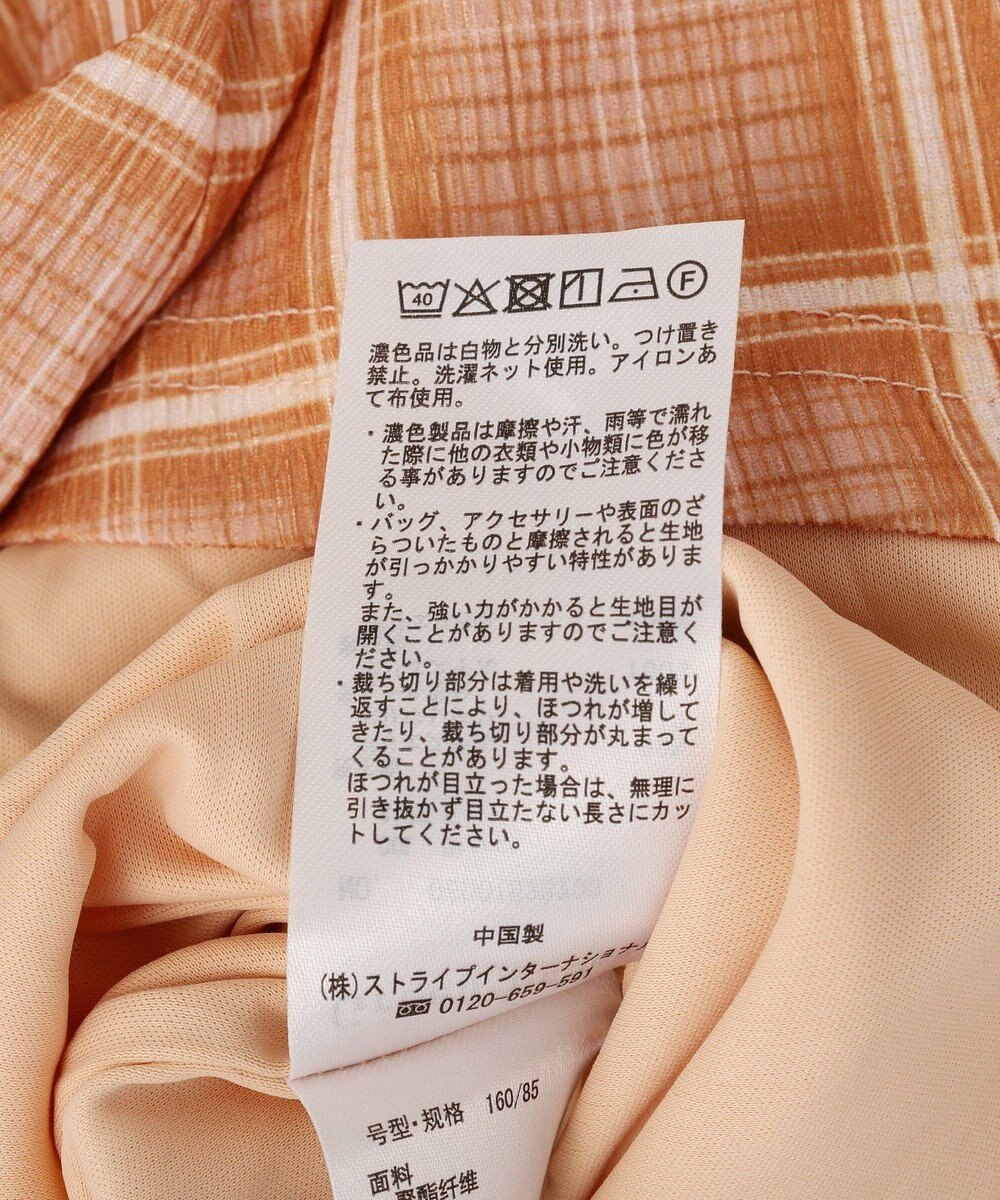 40 F
濃色品は白物と分別洗い。つけ置き
禁止。洗濯ネット使用。アイロンあ
て布使用。
・濃色製品は摩擦や汗、雨等で濡れ
た際に他の衣類や小物類に色が移
る事がありますのでご注意くださ
い。
・バッグ、アクセサリーや表面のざ
らついたものと摩擦されると生地
が引っかかりやすい特性がありま
す。
また、強い力がかかると生地目が
開くことがありますのでご注意く
ださい。
・裁ち切り部分は着用や洗いを繰り
返すことにより、ほつれが増して
きたり、裁ち切り部分が丸まって
くることがあります。
ほつれが目立った場合は、無理に
引き抜かず目立たない長さにカッ
トしてください。
中国製
(株)ストライプインターナショナル
0120-659-591
号型·规格 160/85
面料
聚酯纤维